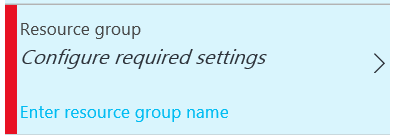 Resource group
Configure required settings
Enter resource group name